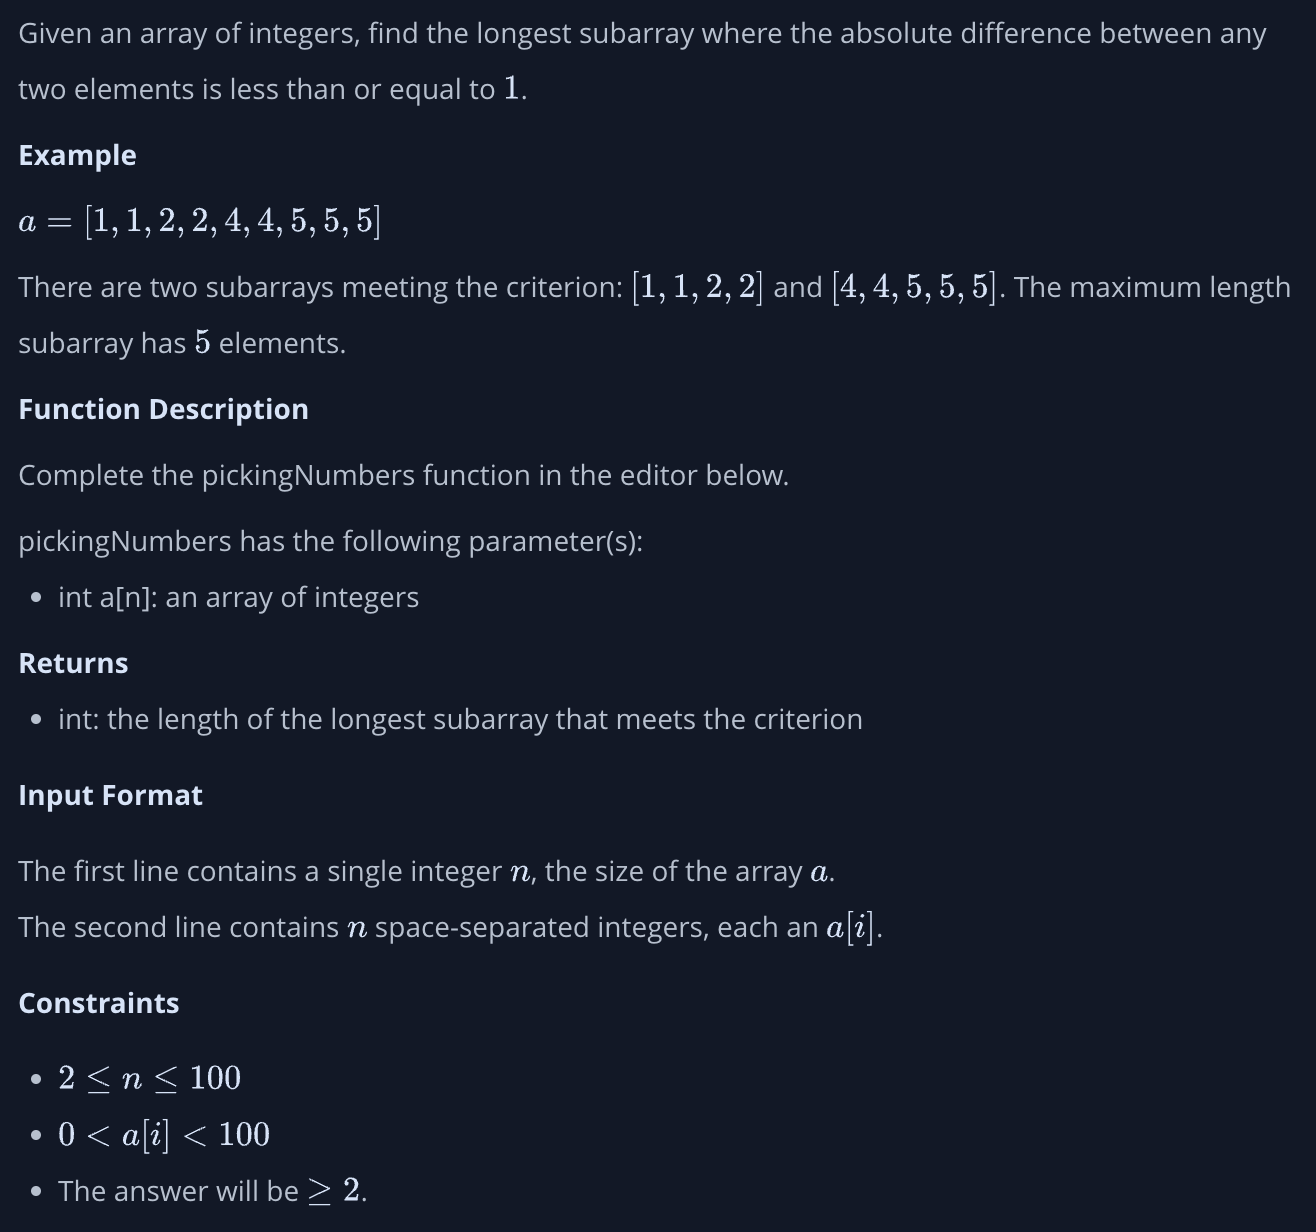 Given an array of integers, find the longest subarray where the absolute difference between any
two elements is less than or equal to 1.
Example
a = [1, 1, 2, 2, 4, 4, 5, 5, 5]
There are two subarrays meeting the criterion: [1, 1, 2, 2] and [4, 4, 5, 5, 5]. The maximum length
subarray has 5 elements.
Function Description
Complete the pickingNumbers function in the editor below.
pickingNumbers has the following parameter(s):
• int a[n]: an array of integers
Returns
• int: the length of the longest subarray that meets the criterion
Input Format
The first line contains a single integer n, the size of the array a.
The second line contains n space-separated integers, each an a[i].
Constraints
• 2 ≤ n ≤ 100
• 0 < a[i] < 100
• The answer will be ≥ 2.